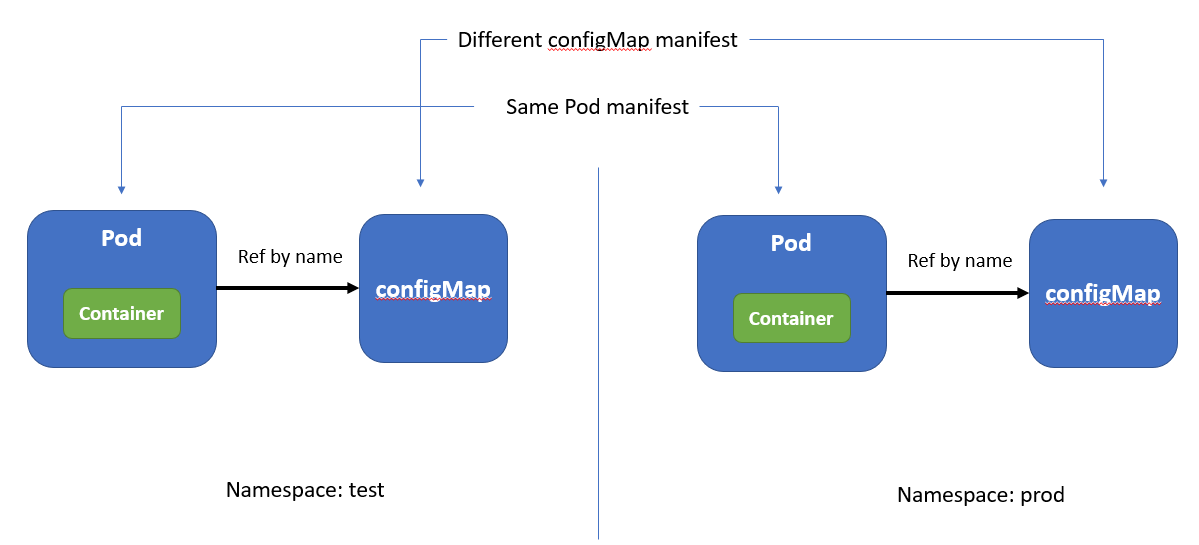 Different configMap manifest
Same Pod manifest
Pod
Ref by name
configMap
Container
Namespace: test
Pod
Ref by name
configMap
Container
Namespace: prod